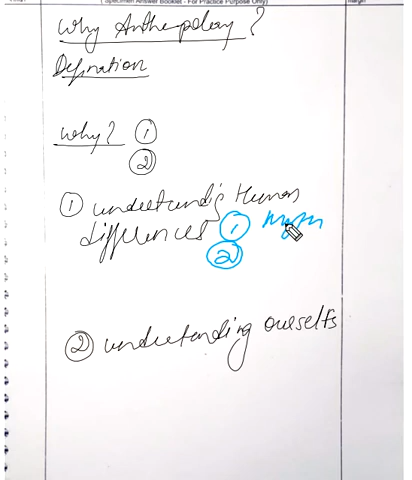 ( Specimen Answer Booklet - For Practice Purpose Only)
margin
Why Anthropology?
Defination
Why? ①
②
① understanding Human
differences ①
②
② understanding ourselfs